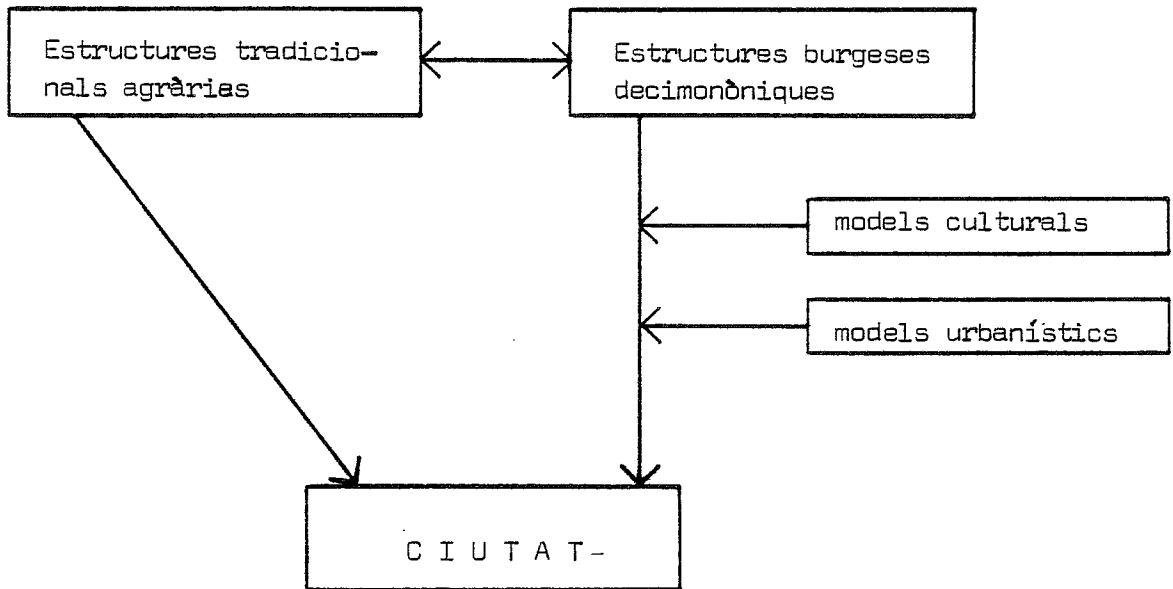 Estructures tradicio-
nals agràries
Estructures burgeses
decimonòniques
models culturals
models urbanístics
C I U T A T-